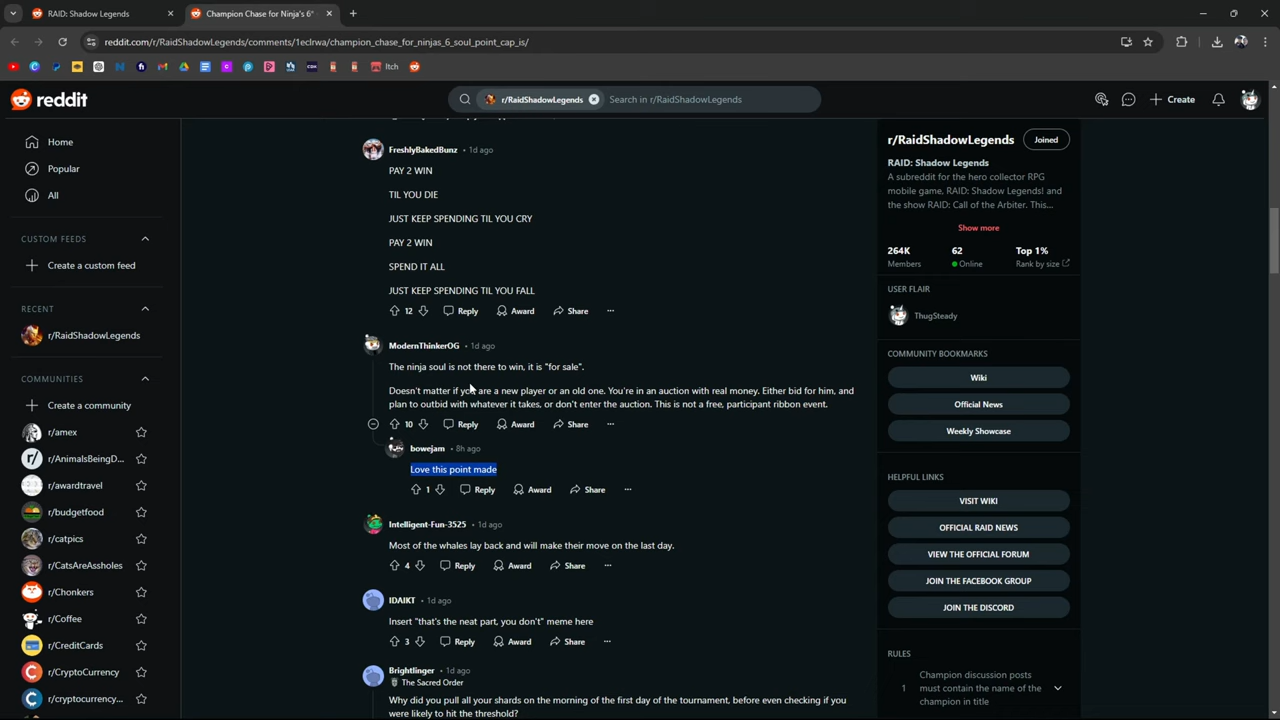 RAID: Shadow Legends
Champion Chase for Ninja's 6*
reddit.com/r/RaidShadowLegends/comments/1eclrwa/champion_chase_for_ninjas_6_soul_point_cap_is/
Itch
reddit
r/RaidShadowLegends
Search in r/RaidShadowLegends
Create
Home
Popular
All
CUSTOM FEEDS
Create a custom feed
RECENT
r/RaidShadowLegends
COMMUNITIES
Create a community
r/amex
r/AnimalsBeingD...
r/awardtravel
r/budgetfood
r/catpics
r/CatsAreAssholes
r/Chonkers
r/Coffee
r/CreditCards
r/CryptoCurrency
r/cryptocurrency...
FreshlyBakedBunz • 1d ago
PAY 2 WIN
TIL YOU DIE
JUST KEEP SPENDING TIL YOU CRY
PAY 2 WIN
SPEND IT ALL
JUST KEEP SPENDING TIL YOU FALL
12 Reply Award Share ...
ModernThinkerOG • 1d ago
The ninja soul is not there to win, it is "for sale".
Doesn't matter if you are a new player or an old one. You're in an auction with real money. Either bid for him, and
plan to outbid with whatever it takes, or don't enter the auction. This is not a free, participant ribbon event.
10 Reply Award Share ...
bowejam • 8h ago
Love this point made
1 Reply Award Share ...
Intelligent-Fun-3525 • 1d ago
Most of the whales lay back and will make their move on the last day.
4 Reply Award Share ...
IDAIKT • 1d ago
Insert "that's the neat part, you don't" meme here
3 Reply Award Share ...
Brightlinger • 1d ago
The Sacred Order
Why did you pull all your shards on the morning of the first day of the tournament, before even checking if you
were likely to hit the threshold?
r/RaidShadowLegends
Joined
RAID: Shadow Legends
A subreddit for the hero collector RPG
mobile game, RAID: Shadow Legends! and
the show RAID: Call of the Arbiter. This...
Show more
264K 62 Top 1%
Members Online Rank by size
USER FLAIR
ThugSteady
COMMUNITY BOOKMARKS
Wiki
Official News
Weekly Showcase
HELPFUL LINKS
VISIT WIKI
OFFICIAL RAID NEWS
VIEW THE OFFICIAL FORUM
JOIN THE FACEBOOK GROUP
JOIN THE DISCORD
RULES
1 Champion discussion posts
must contain the name of the
champion in title